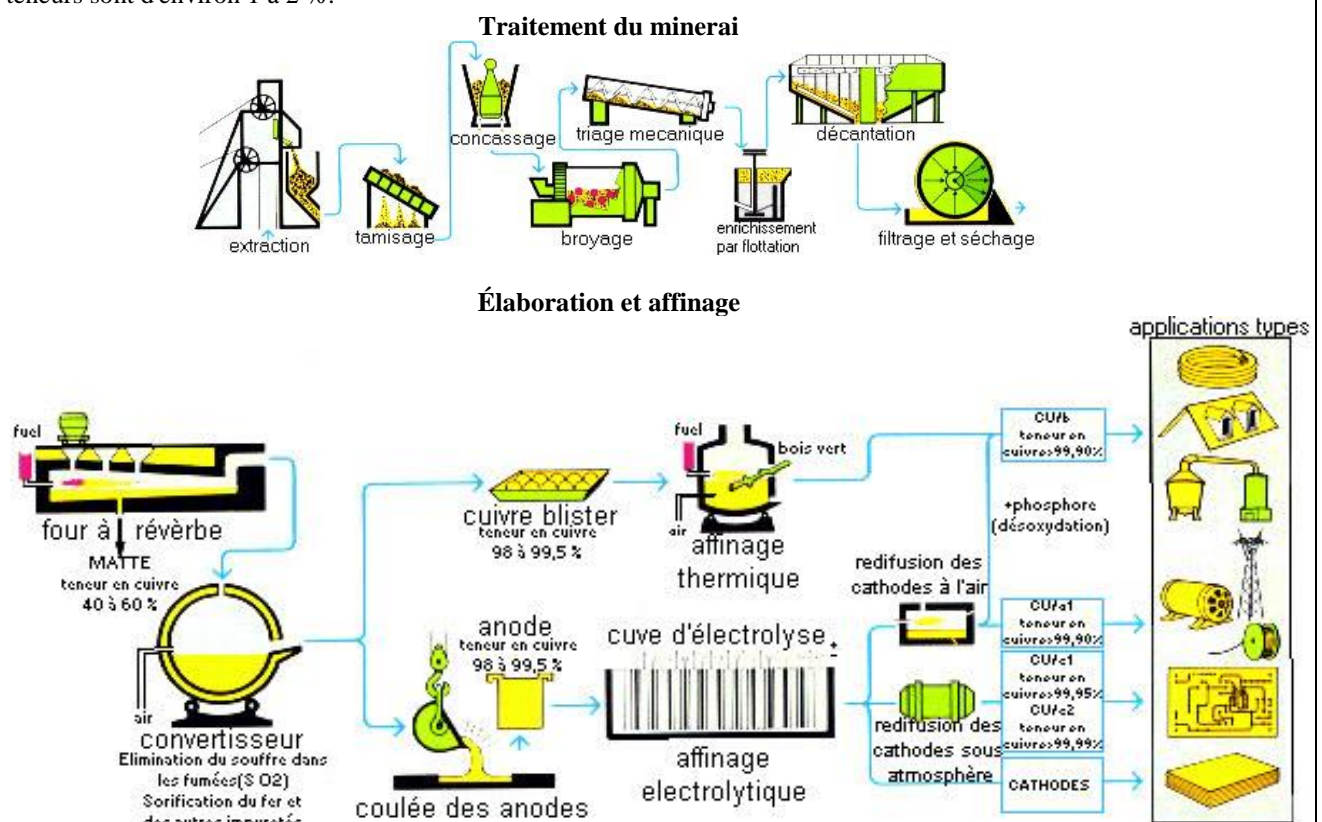 teneurs sont d'environ 1 à 2 %.
Traitement du minerai
extraction
tamisage
concassage
broyage
triage mecanique
enrichissement
par flottation
décantation
filtrage et séchage
Élaboration et affinage
applications types
fuel
four à révèrbe
MATTE
teneur en cuivre
40 à 60 %
air
convertisseur
Elimination du souffre dans
les fumées(S O2)
Sorification du fer et
des autres impuretés
cuivre blister
teneur en cuivre
98 à 99,5 %
fuel
bois vert
air
affinage
thermique
anode
teneur en cuivre
98 à 99,5 %
coulée des anodes
cuve d'électrolyse
+
-
affinage
electrolytique
redifusion des
cathodes à l'air
redifusion des
cathodes sous
atmosphère
+phosphore
(désoxydation)
CU/b
teneur en
cuivre>99,90%
CU/a1
teneur en
cuivre>99,90%
CU/c1
teneur en
cuivre>99,95%
CU/c2
teneur en
cuivre>99,99%
CATHODES